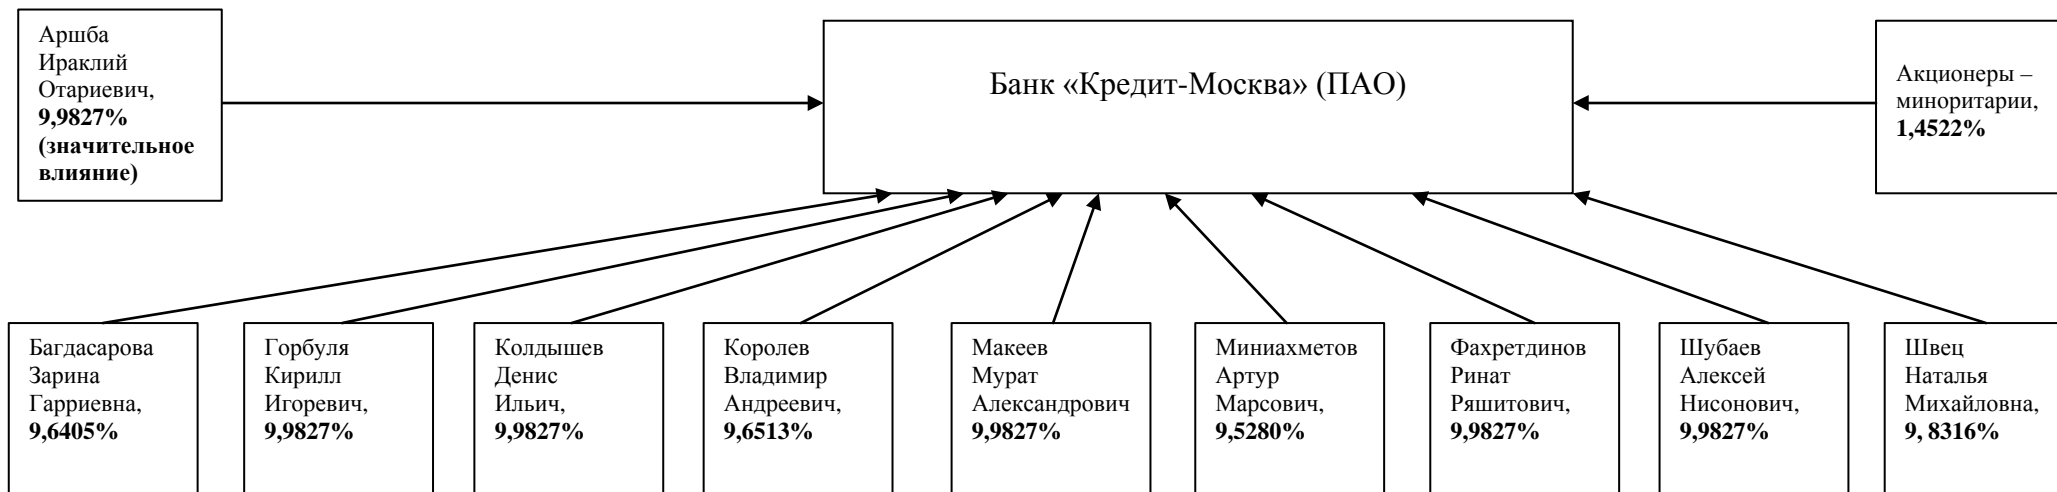 Аршба
Ираклий
Отариевич,
9,9827%
(значительное
влияние)
Банк «Кредит-Москва» (ПАО)
Акционеры –
миноритарии,
1,4522%
Багдасарова
Зарина
Гарриевна,
9,6405%
Горбуля
Кирилл
Игоревич,
9,9827%
Колдышев
Денис
Ильич,
9,9827%
Королев
Владимир
Андреевич,
9,6513%
Макеев
Мурат
Александрович
9,9827%
Миниахметов
Артур
Марсович,
9,5280%
Фахретдинов
Ринат
Ряшитович,
9,9827%
Шубаев
Алексей
Нисонович,
9,9827%
Швец
Наталья
Михайловна,
9, 8316%